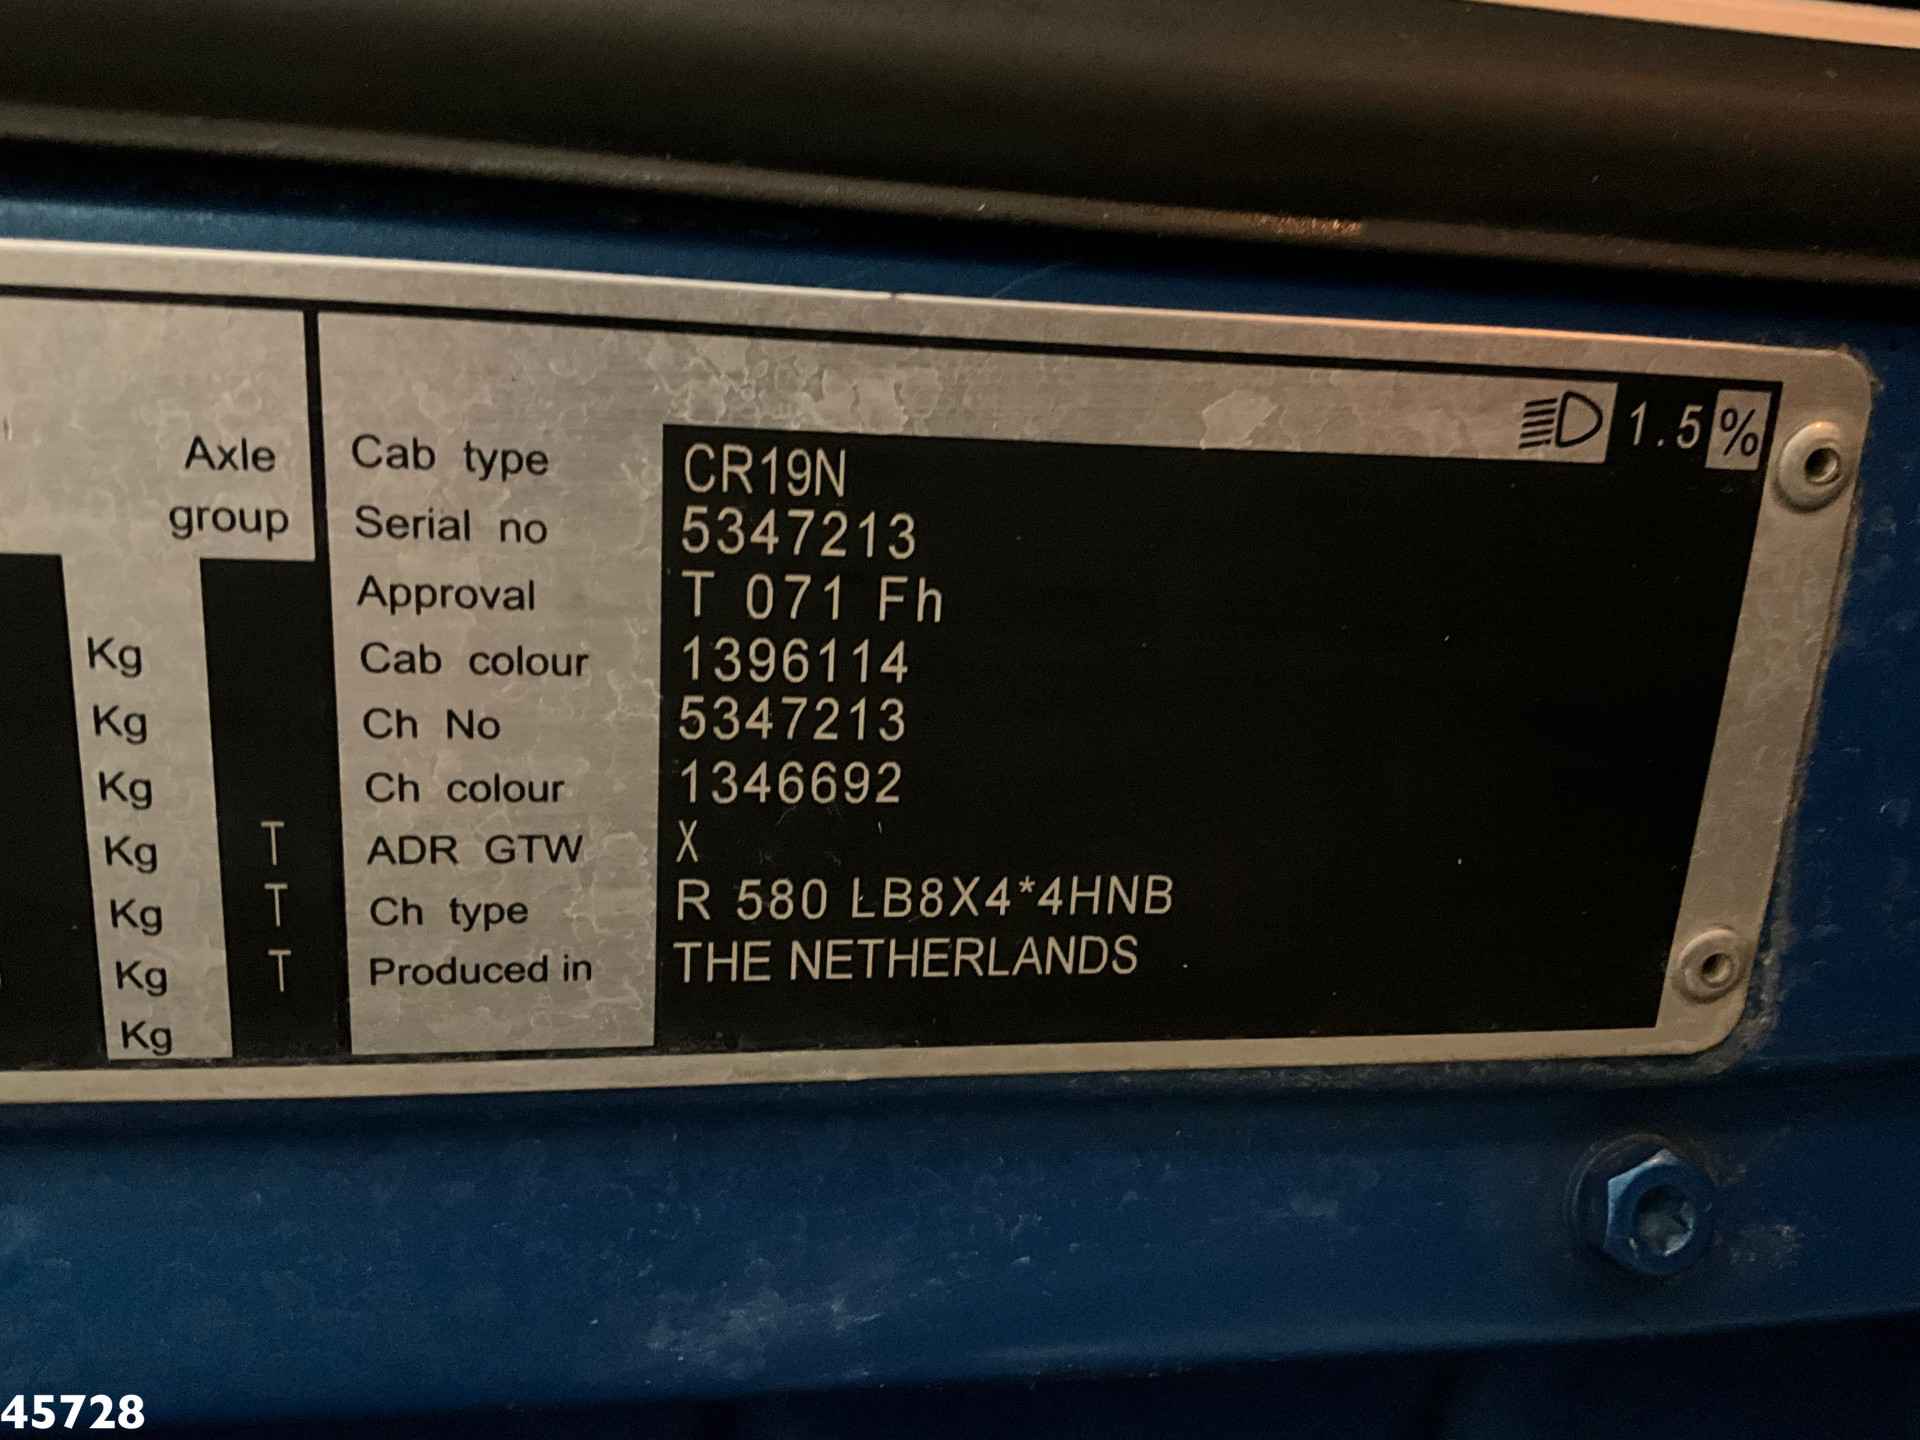 1.5 %
Axle
group
Cab type CR19N
Serial no 5347213
Approval T 071 Fh
Kg Cab colour 1396114
Kg Ch No 5347213
Kg Ch colour 1346692
Kg T ADR GTW X
Kg T Ch type R 580 LB8X4*4HNB
Kg T Produced in THE NETHERLANDS
Kg
45728